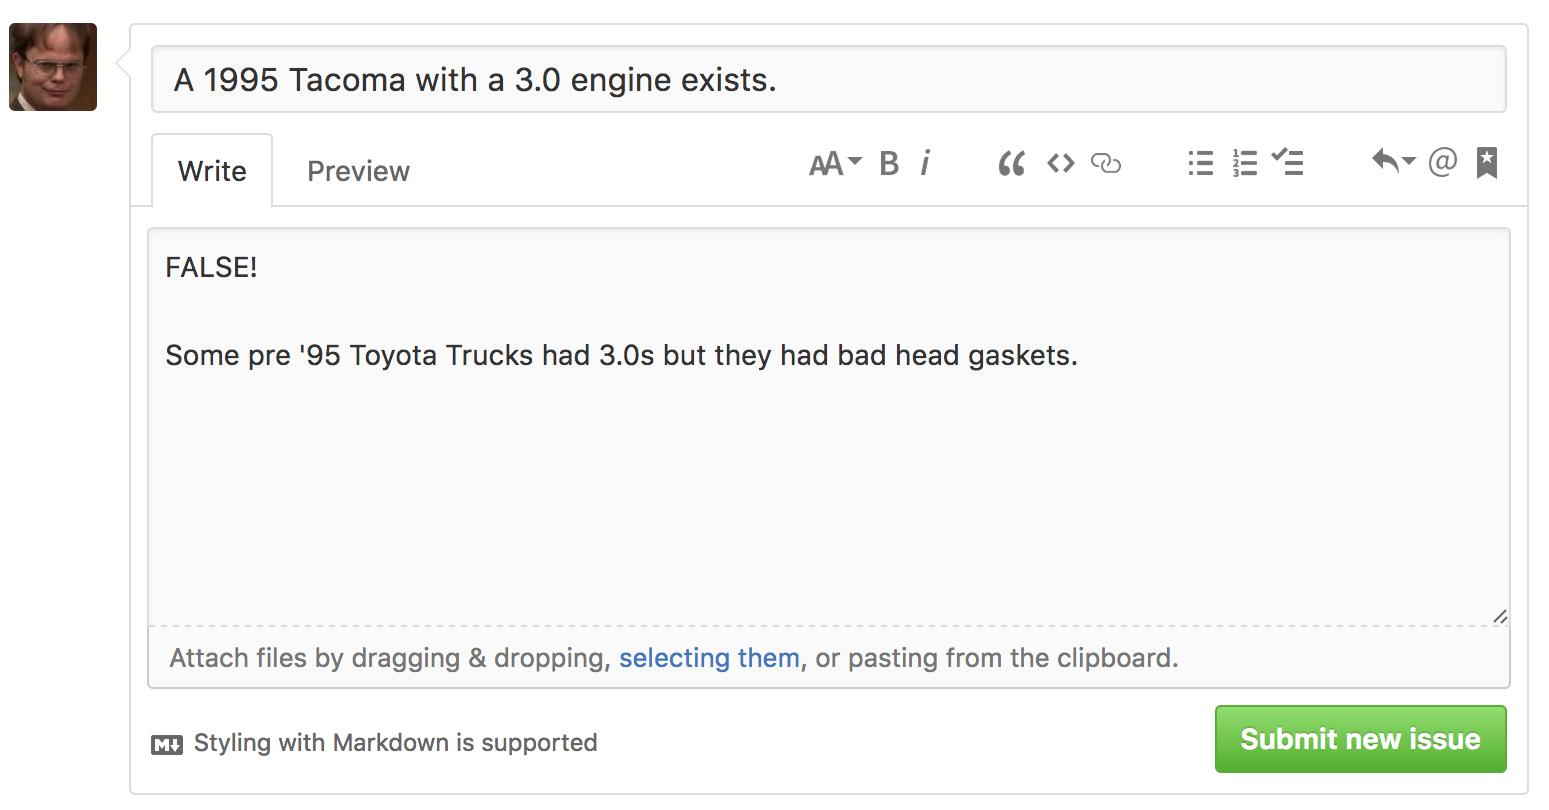 A 1995 Tacoma with a 3.0 engine exists.
Write Preview AA B i “ <> @
FALSE!
Some pre '95 Toyota Trucks had 3.0s but they had bad head gaskets.
Attach files by dragging & dropping, selecting them, or pasting from the clipboard.
M Styling with Markdown is supported
Submit new issue